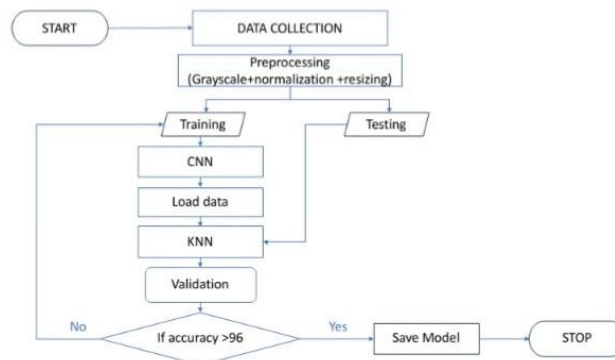 START
DATA COLLECTION
Preprocessing
(Grayscale+normalization +resizing)
Training
Testing
CNN
Load data
KNN
Validation
No
If accuracy >96
Yes
Save Model
STOP